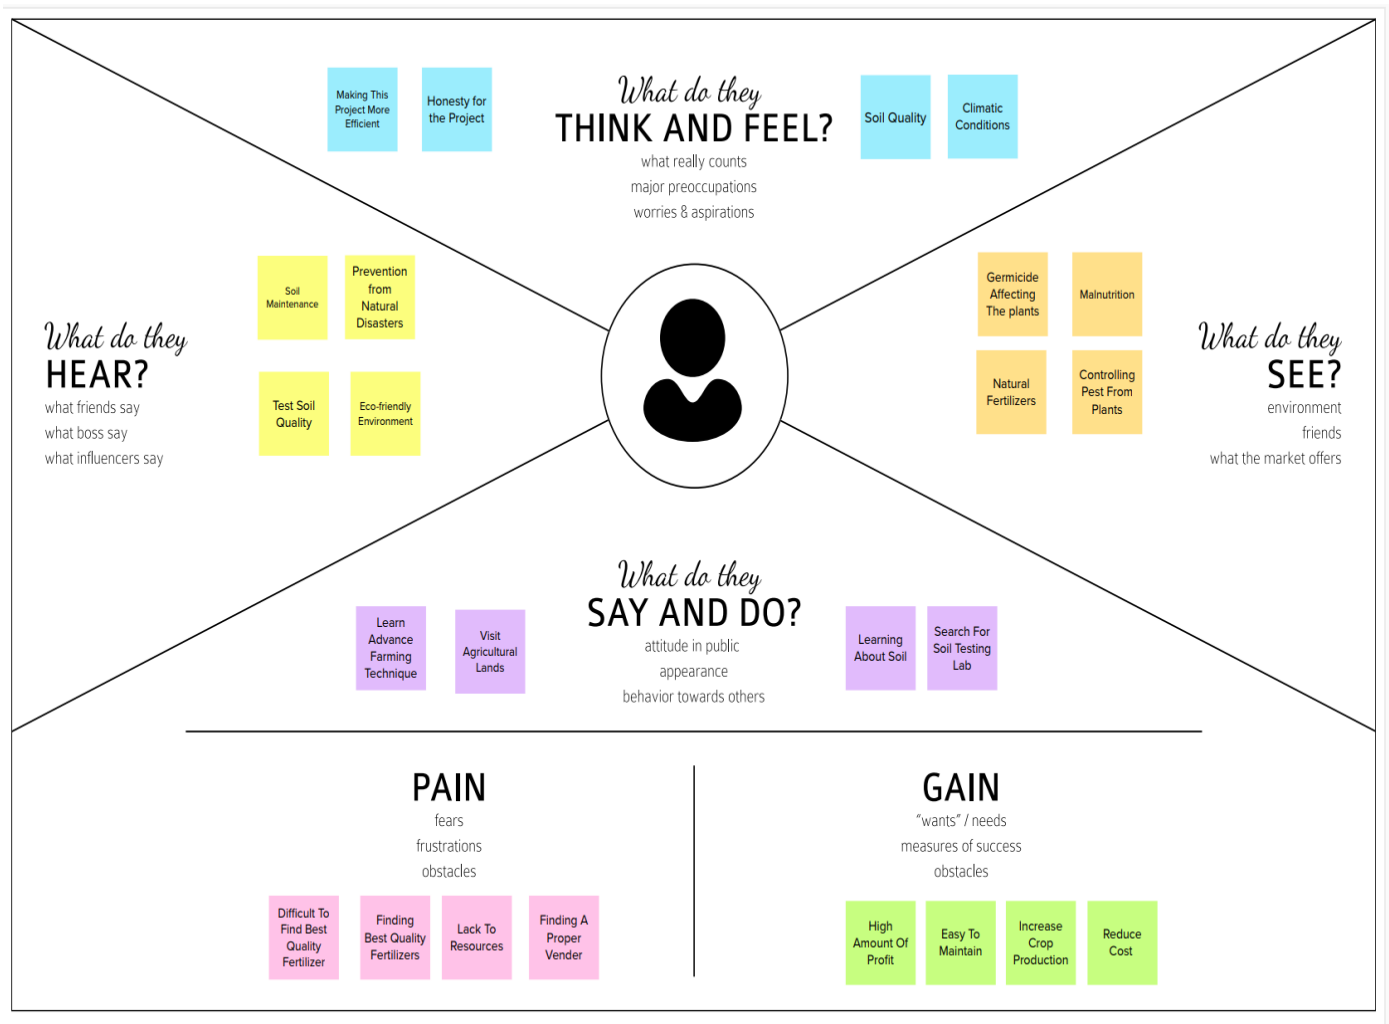 Making This
Project More
Efficient
Honesty for
the Project
What do they
THINK AND FEEL?
what really counts
major preoccupations
worries & aspirations
Soil Quality
Climatic
Conditions
What do they
HEAR?
what friends say
what boss say
what influencers say
Soil
Maintenance
Prevention
from
Natural
Disasters
Test Soil
Quality
Eco-friendly
Environment
Germicide
Affecting
The plants
Malnutrition
Natural
Fertilizers
Controlling
Pest From
Plants
What do they
SEE?
environment
friends
what the market offers
Learn
Advance
Farming
Technique
Visit
Agricultural
Lands
What do they
SAY AND DO?
attitude in public
appearance
behavior towards others
Learning
About Soil
Search For
Soil Testing
Lab
PAIN
fears
frustrations
obstacles
Difficult To
Find Best
Quality
Fertilizer
Finding
Best Quality
Fertilizers
Lack To
Resources
Finding A
Proper
Vender
GAIN
“wants” / needs
measures of success
obstacles
High
Amount Of
Profit
Easy To
Maintain
Increase
Crop
Production
Reduce
Cost